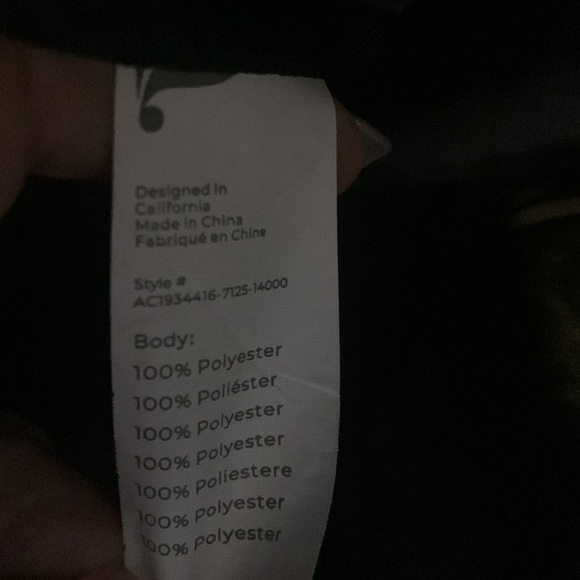 Designed in
California
Made in China
Fabriqué en Chine
Style #
AC1934416-7125-14000
Body:
100% Polyester
100% Poliéster
100% Polyester
100% Polyester
100% Poliestere
100% Polyester
100% Polyester